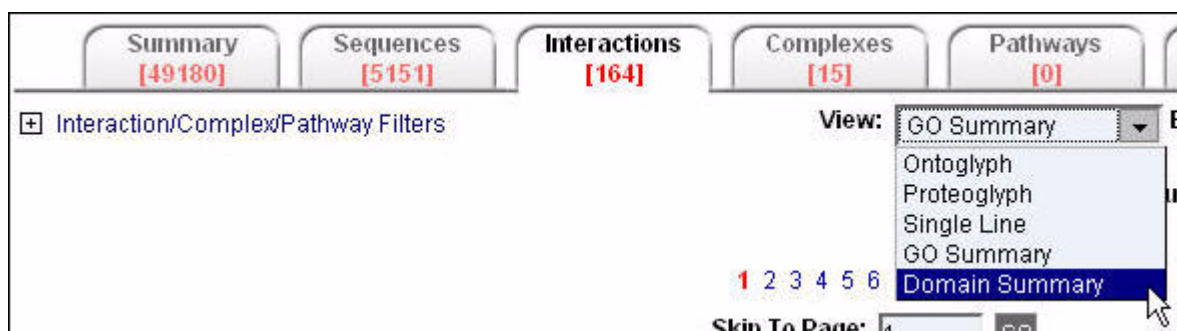 Summary Sequences Interactions Complexes Pathways
[49180] [5151] [164] [15] [0]
Interaction/Complex/Pathway Filters View: GO Summary
Ontoglyph
Proteoglyph
Single Line
GO Summary
1 2 3 4 5 6 Domain Summary
Skip To Page: